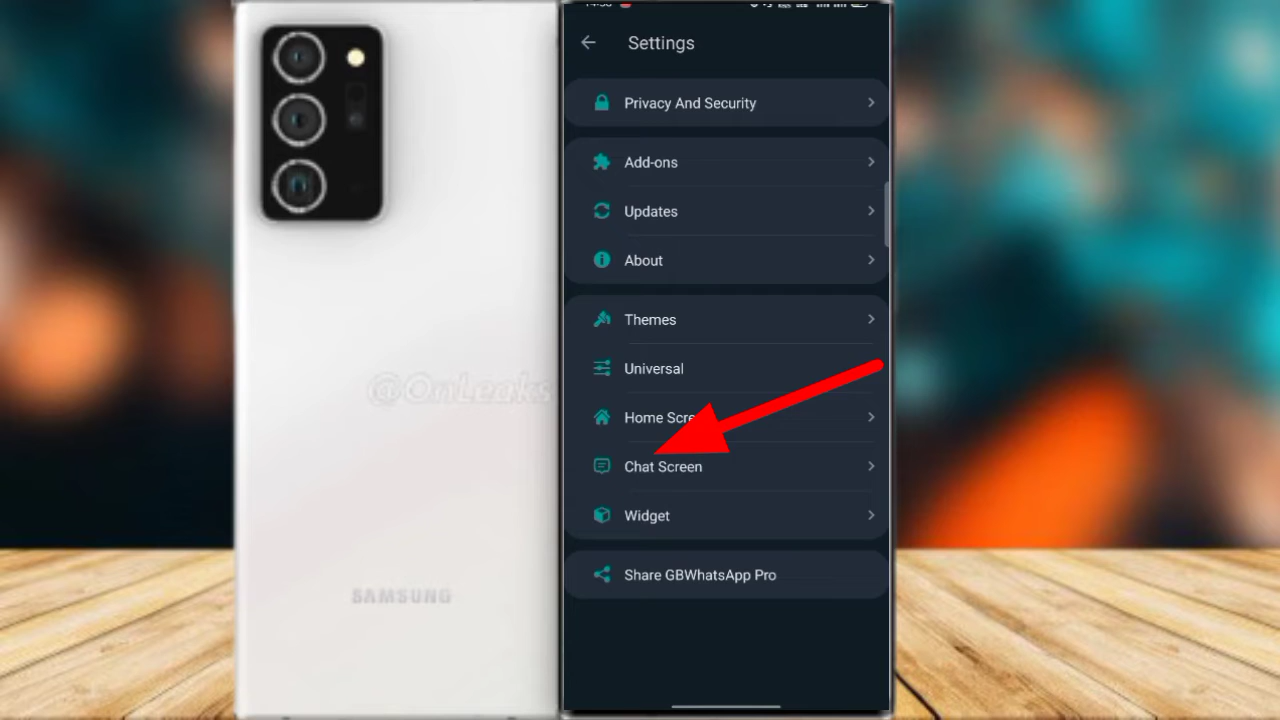 Settings
Privacy And Security
Add-ons
Updates
About
Themes
Universal
Home Scre
Chat Screen
Widget
Share GBWhatsApp Pro
@OnLeaks
SAMSUNG